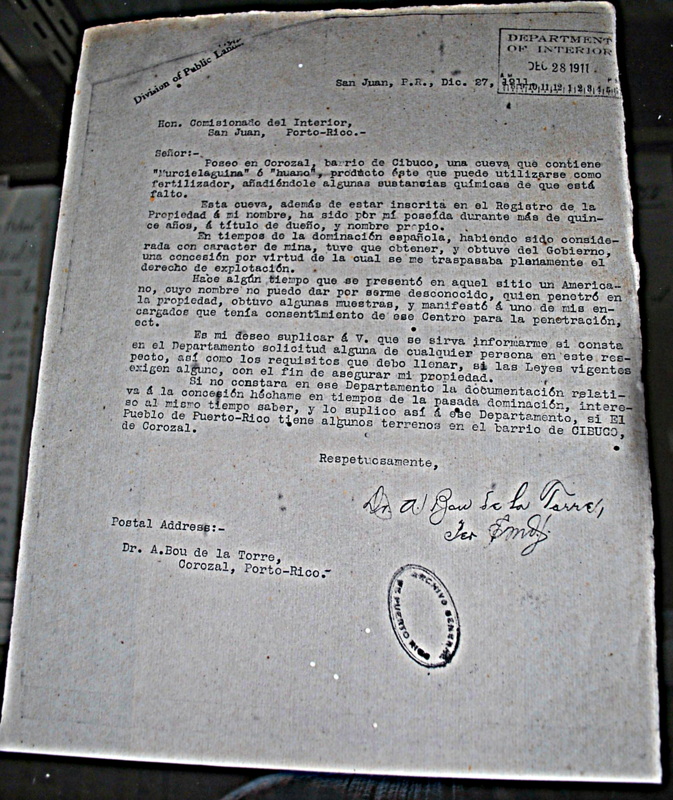 Division of Public Lands
DEPARTMENT
OF INTERIOR
DEC 28 1911
San Juan, P.R., Dic. 27, 1911
Hon. Comisionado del Interior,
San Juan, Porto-Rico.-
Señor:-
Poseo en Corozal, barrio de Cibuco, una cueva que contiene
"Murcielaguina" ó "huano", producto éste que puede utilizarse como
fertilizador, añadiéndole algunas sustancias químicas de que está
falto.
Esta cueva, además de estar inscrita en el Registro de la
Propiedad á mi nombre, ha sido por mí poseída durante más de quin-
ce años, á título de dueño, y nombre propio.
En tiempos de la dominación española, habiendo sido conside-
rada con caracter de mina, tuve que obtener, y obtuve del Gobierno,
una concesión por virtud de la cual se me traspasaba plenamente el
derecho de explotación.
Hace algún tiempo que se presentó en aquel sitio un America-
no, cuyo nombre no puedo dar por serme desconocido, quien penetró en
la propiedad, obtuvo algunas muestras, y manifestó á uno de mis en-
cargados que tenía consentimiento de ese Centro para la penetración,
ect.
Es mi deseo suplicar á V. que se sirva informarme si consta
en el Departamento solicitud alguna de cualquier persona en este res-
pecto, así como los requisitos que debo llenar, si las Leyes vigentes
exigen alguno, con el fin de asegurar mi propiedad.
Si no constara en ese Departamento la documentación relati-
va á la concesión héchame en tiempos de la pasada dominación, intere-
so al mismo tiempo saber, y lo suplico así á ese Departamento, si El
Pueblo de Puerto-Rico tiene algunos terrenos en el barrio de CIBUCO,
de Corozal.
Respetuosamente,
Dr. A. Bou de la Torre,
Postal Address:-
Dr. A.Bou de la Torre,
Corozal, Porto-Rico.-
ARCHIVO GENERAL
DE PUERTO RICO